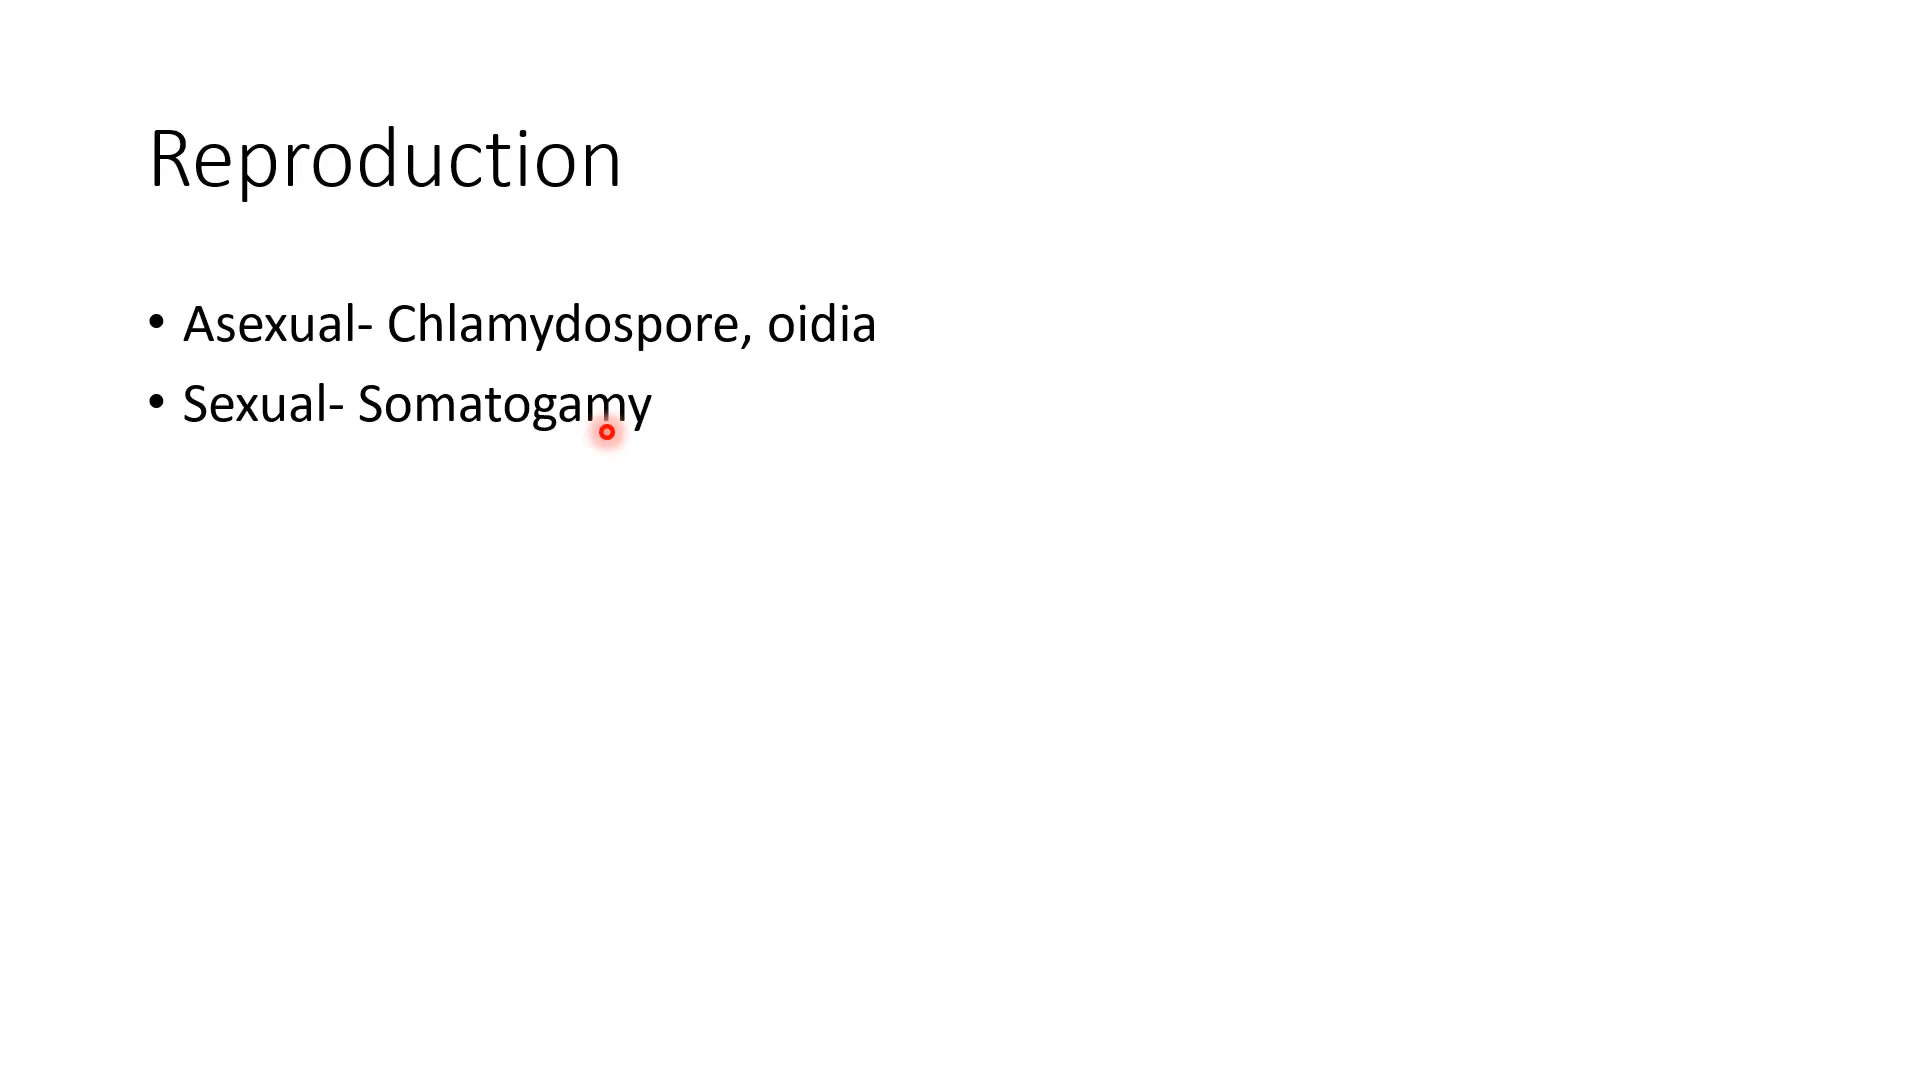 Reproduction
• Asexual- Chlamydospore, oidia
• Sexual- Somatogamy